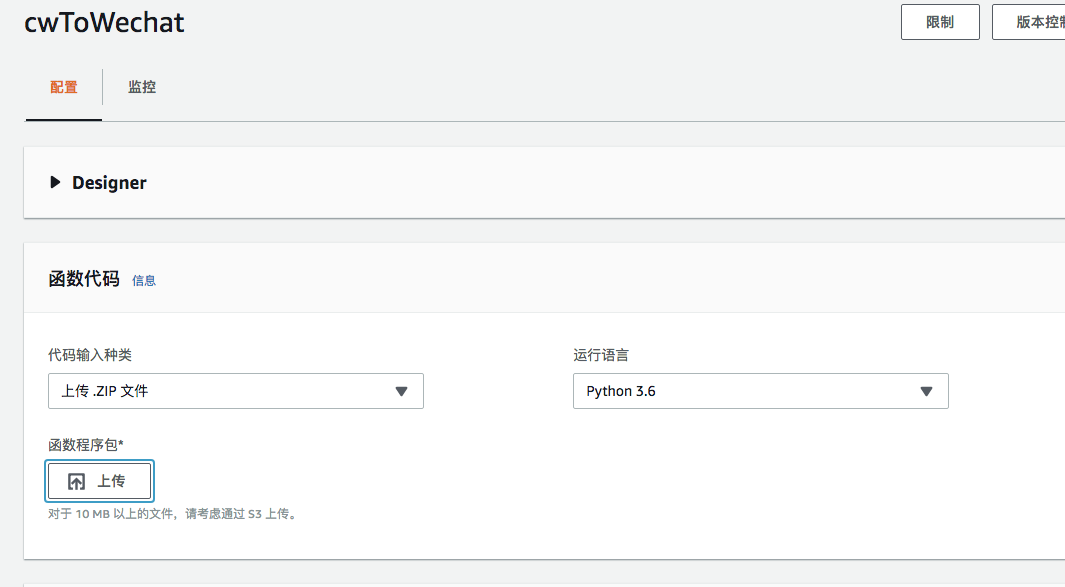 cwToWechat
限制
版本控制
配置
监控
Designer
函数代码 信息
代码输入种类
运行语言
上传 .ZIP 文件
Python 3.6
函数程序包*
上传
对于 10 MB 以上的文件，请考虑通过 S3 上传。